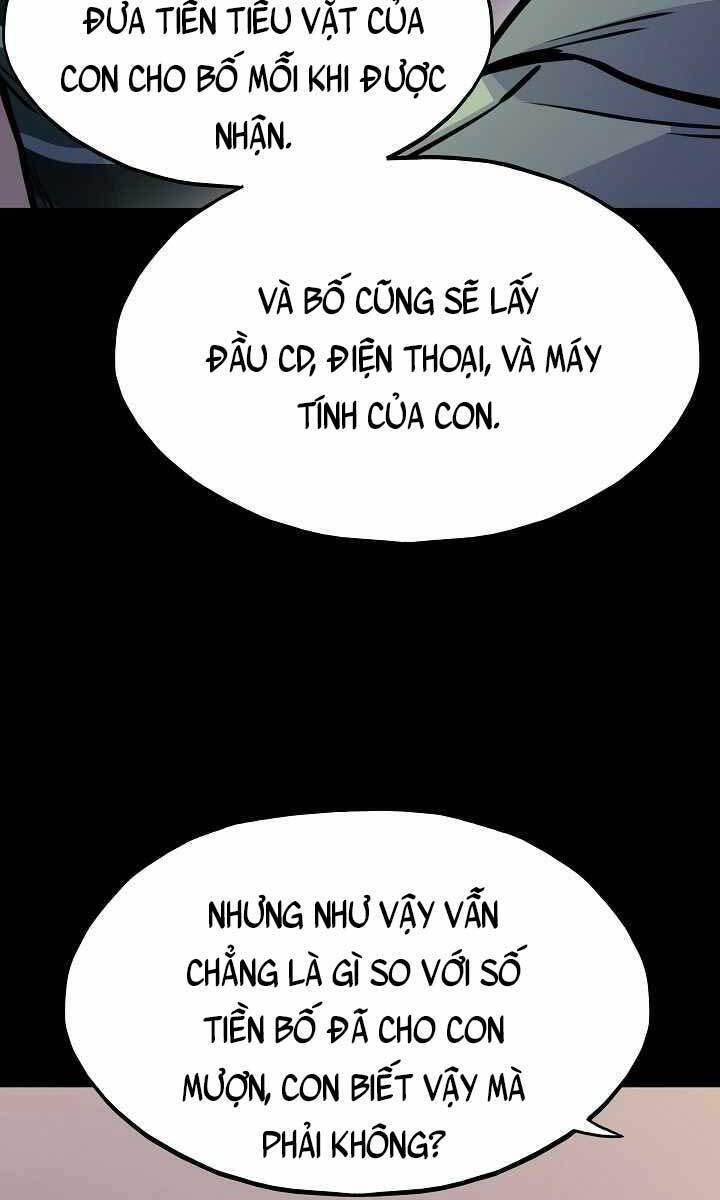 ĐƯA TIỀN TIÊU VẶT CỦA
CON CHO BỐ MỖI KHI ĐƯỢC
NHẬN.
VÀ BỐ CŨNG SẼ LẤY
ĐẦU CD, ĐIỆN THOẠI, VÀ MÁY
TÍNH CỦA CON.
NHƯNG NHƯ VẬY VẪN
CHẲNG LÀ GÌ SO VỚI SỐ
TIỀN BỐ ĐÃ CHO CON
MƯỢN, CON BIẾT VẬY MÀ
PHẢI KHÔNG?